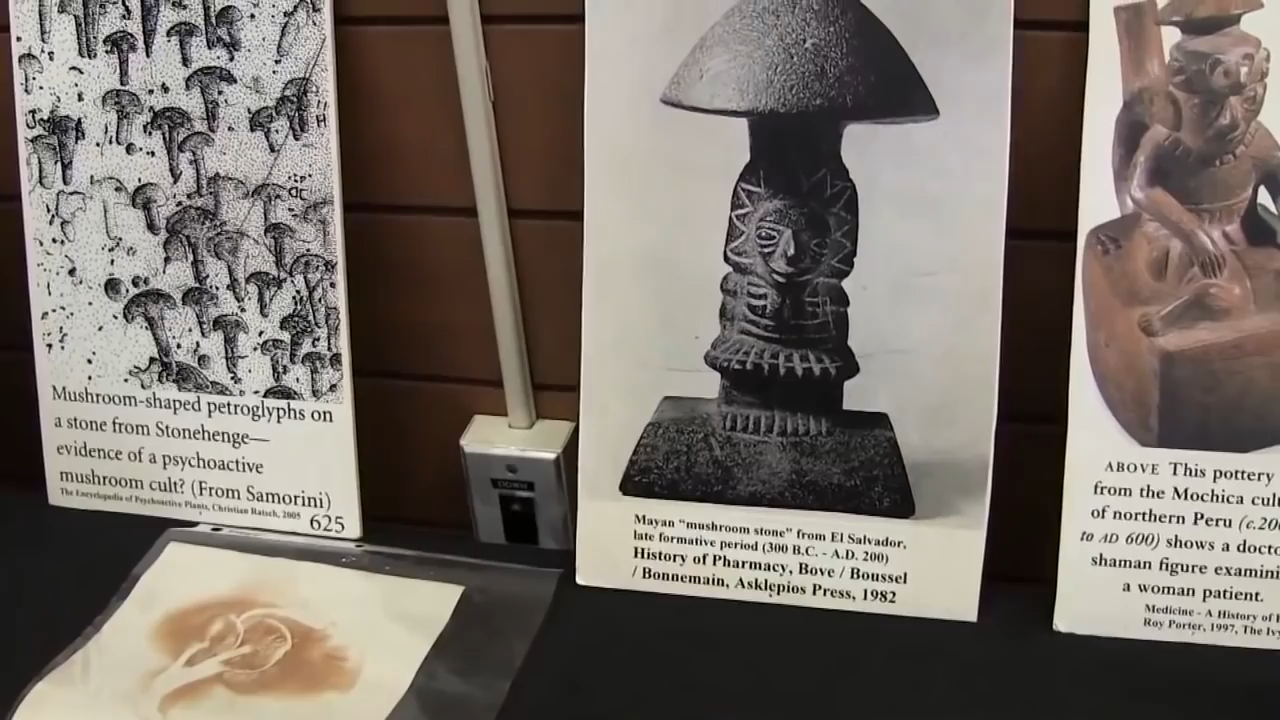 Mushroom-shaped petroglyphs on
a stone from Stonehenge—
evidence of a psychoactive
mushroom cult? (From Samorini)
The Encyclopedia of Psychoactive Plants, Christian Ratsch, 2005
625
DOWN
Mayan "mushroom stone" from El Salvador,
late formative period (300 B.C. - A.D. 200)
History of Pharmacy, Bove / Boussel
/ Bonnemain, Asklepios Press, 1982
ABOVE This pottery
from the Mochica cul
of northern Peru (c.20
to AD 600) shows a docto
shaman figure examini
a woman patient.
Medicine - A History of
Roy Porter, 1997, The Iv